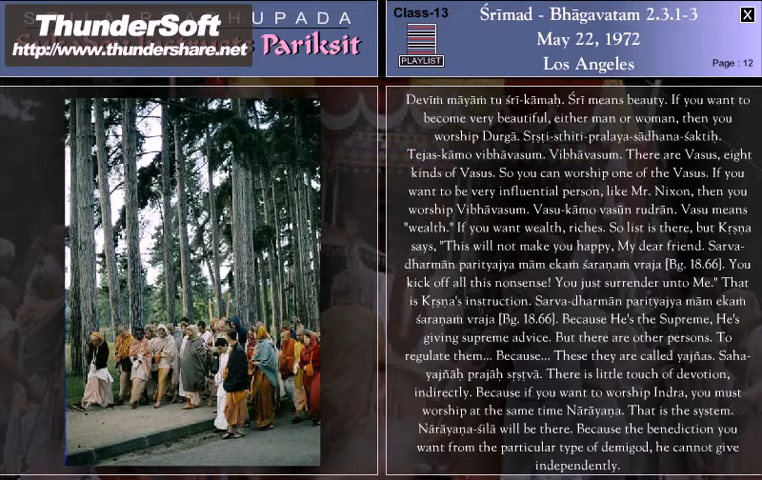 ThunderSoft
http://www.thundershare.net
HUPADA
Pariksit
Class-13
PLAYLIST
Śrīmad - Bhāgavatam 2.3.1-3
May 22, 1972
Los Angeles
X
Page : 12
Devīṁ māyāṁ tu śrī-kāmaḥ. Śrī means beauty. If you want to
become very beautiful, either man or woman, then you
worship Durgā. Sṛṣṭi-sthiti-pralaya-sādhana-śaktiḥ.
Tejas-kāmo vibhāvasum. Vibhāvasum. There are Vasus, eight
kinds of Vasus. So you can worship one of the Vasus. If you
want to be very influential person, like Mr. Nixon, then you
worship Vibhāvasum. Vasu-kāmo vasūn rudrān. Vasu means
"wealth." If you want wealth, riches. So list is there, but Kṛṣṇa
says, "This will not make you happy, My dear friend. Sarva-
dharmān parityajya mām ekaṁ śaraṇaṁ vraja [Bg. 18.66]. You
kick off all this nonsense! You just surrender unto Me." That
is Kṛṣṇa's instruction. Sarva-dharmān parityajya mām ekaṁ
śaraṇaṁ vraja [Bg. 18.66]. Because He's the Supreme, He's
giving supreme advice. But there are other persons. To
regulate them... Because... These they are called yajñas. Saha-
yajñāḥ prajāḥ sṛṣṭvā. There is little touch of devotion,
indirectly. Because if you want to worship Indra, you must
worship at the same time Nārāyaṇa. That is the system.
Nārāyaṇa-śilā will be there. Because the benediction you
want from the particular type of demigod, he cannot give
independently.